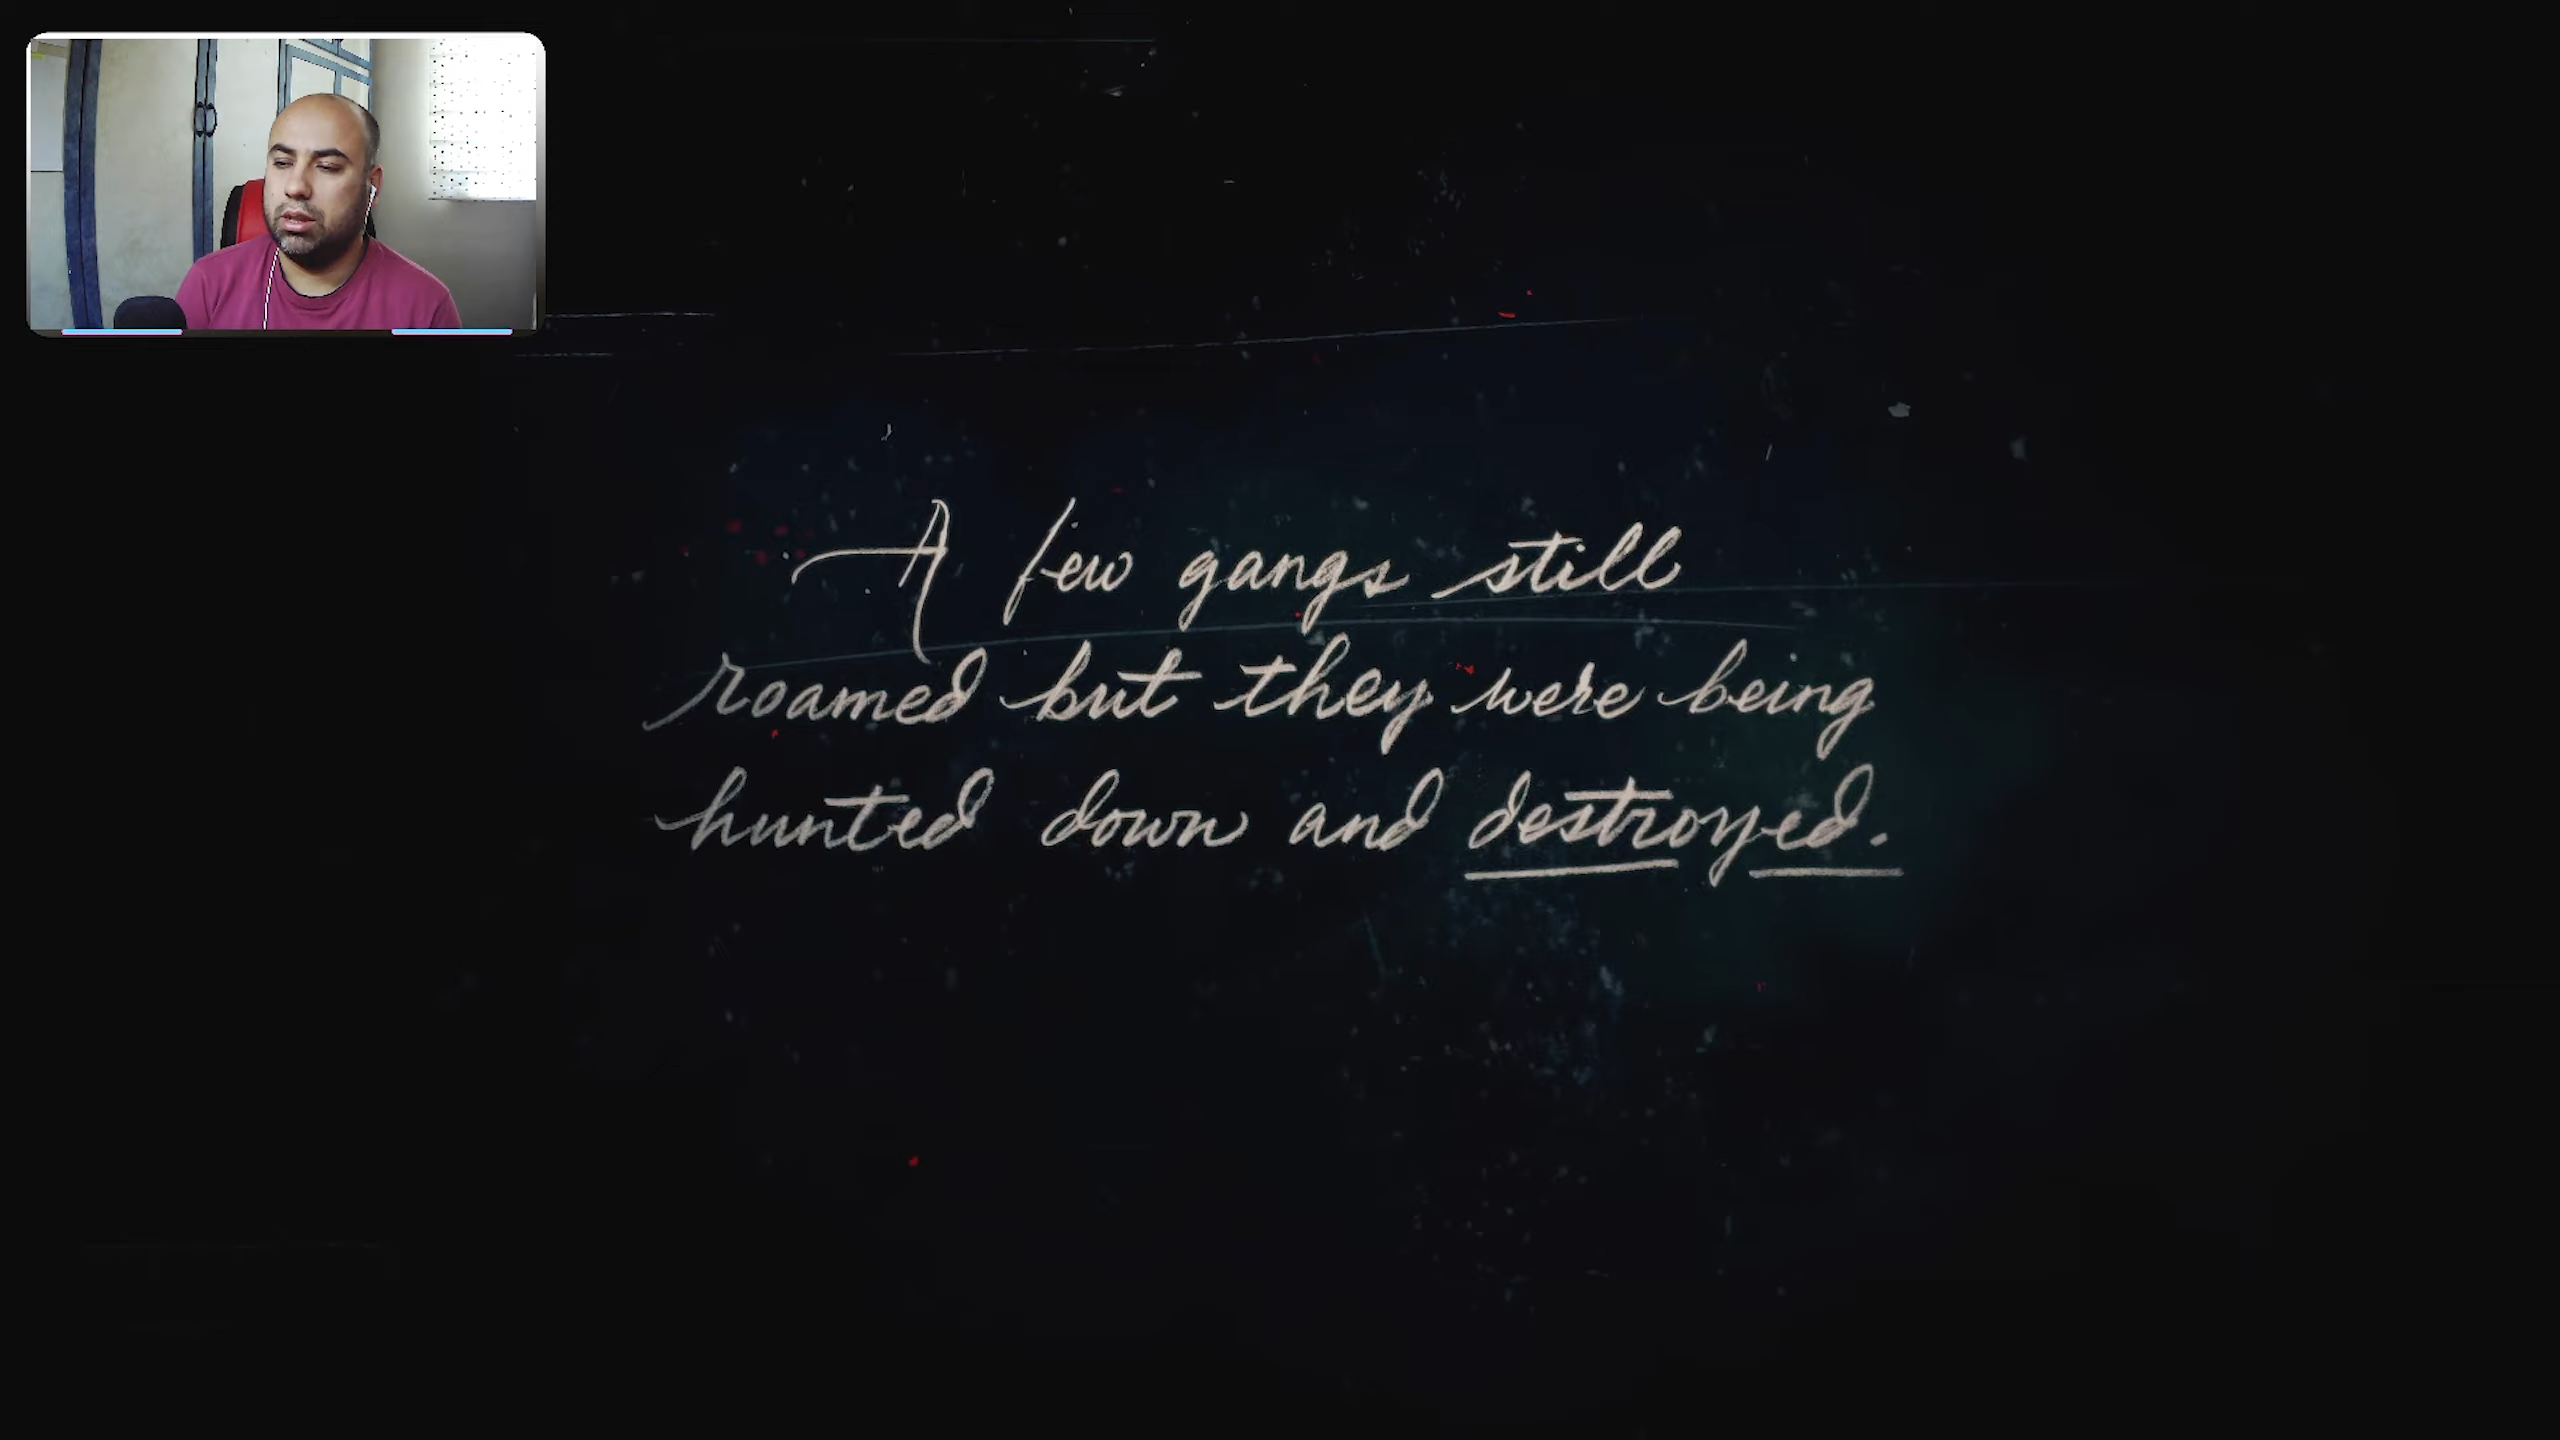 A few gangs still
roamed but they were being
hunted down and destroyed.